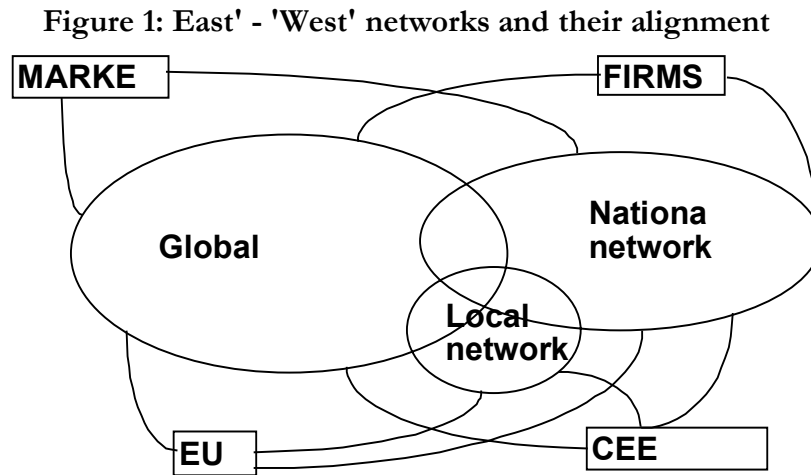 Figure 1: East' - 'West' networks and their alignment
MARKE
FIRMS
Global
Nationa
network
Local
network
EU
CEE